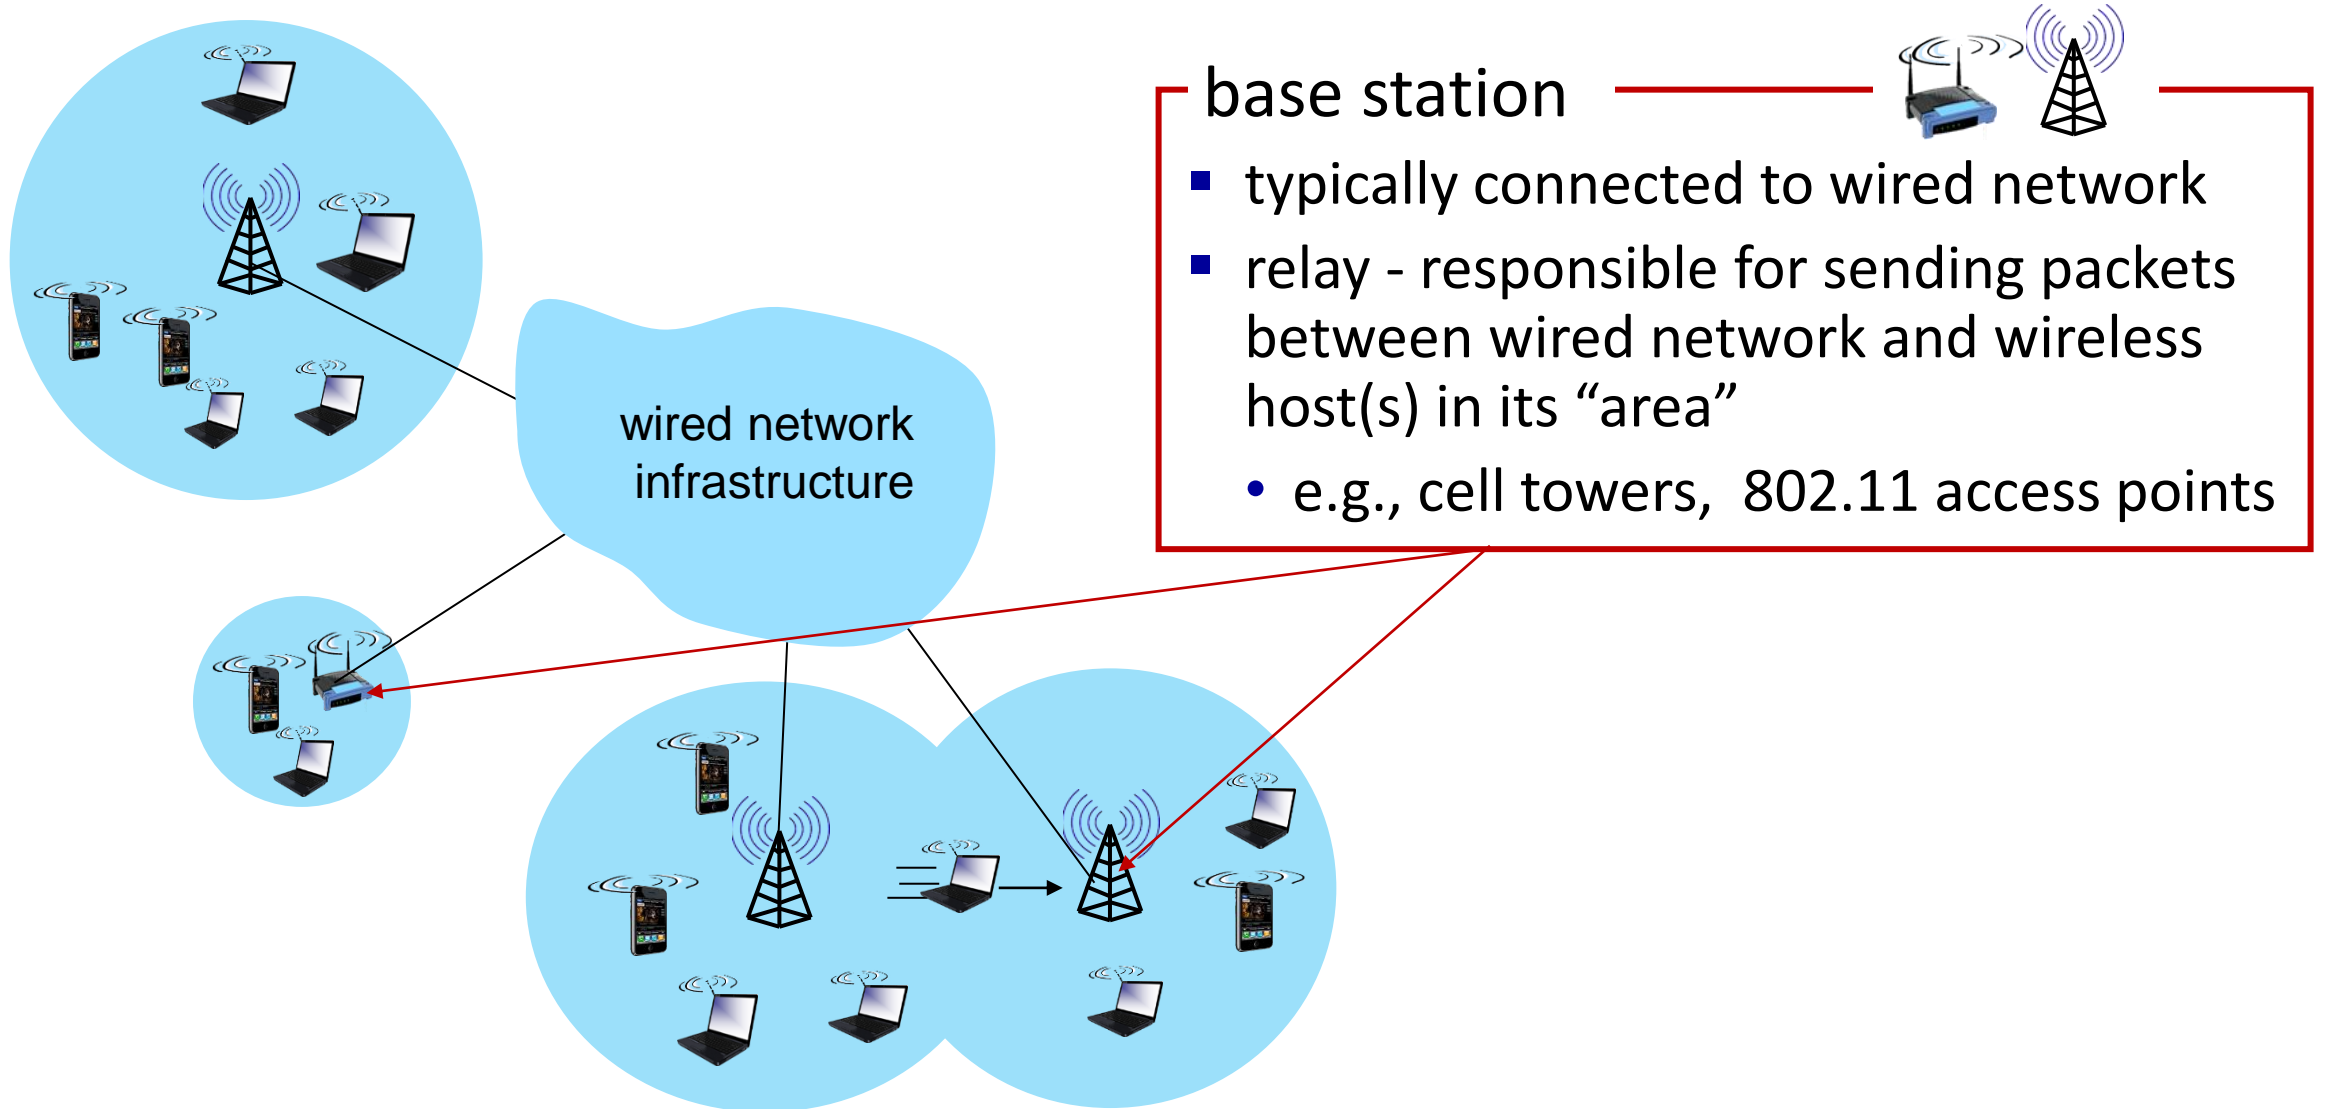 base station
▪ typically connected to wired network
▪ relay - responsible for sending packets
between wired network and wireless
host(s) in its “area”
• e.g., cell towers,  802.11 access points
wired network
infrastructure